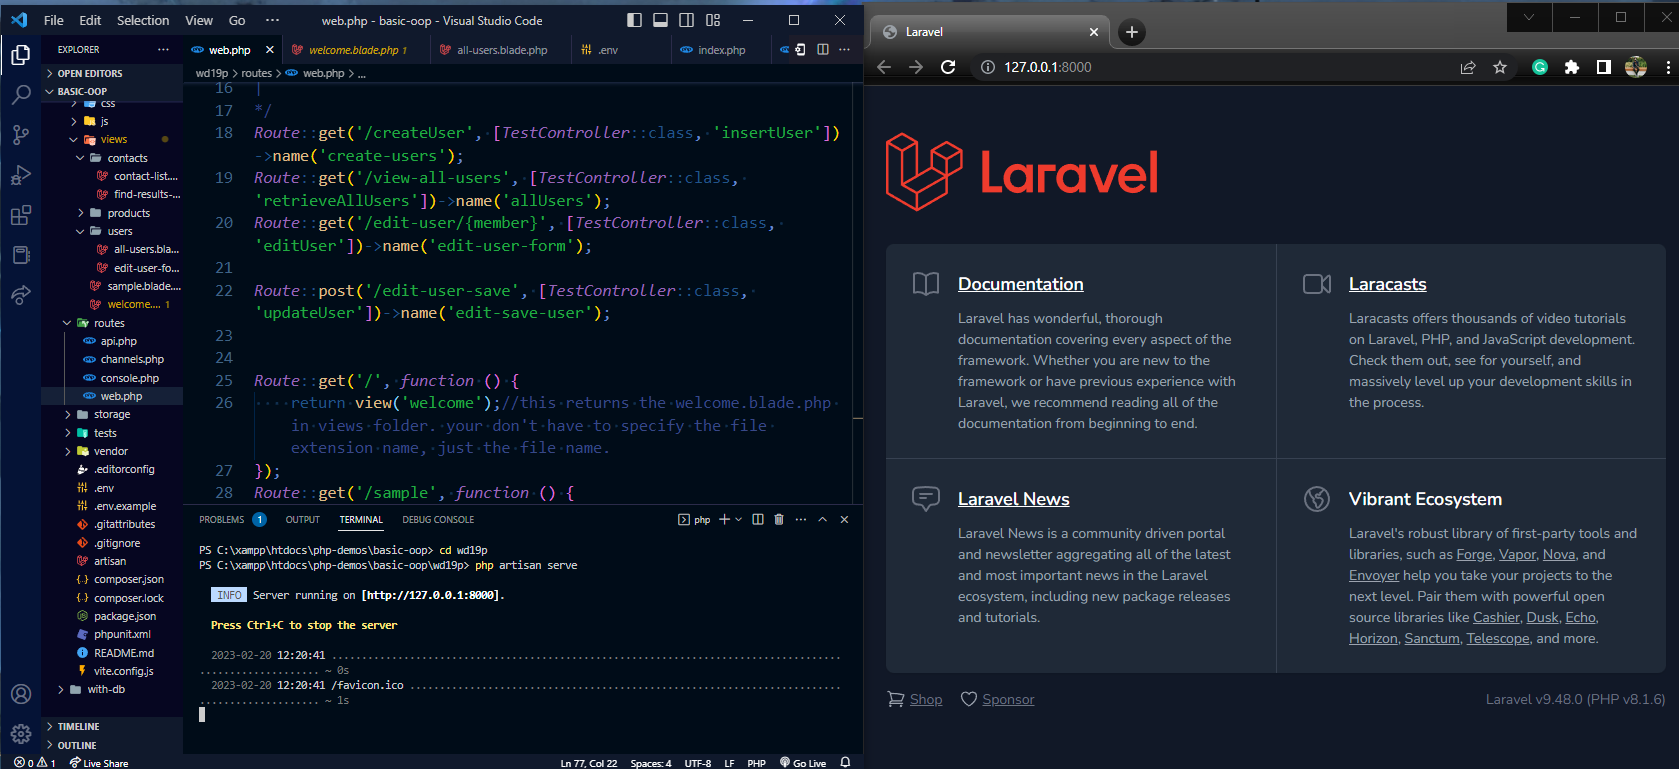 File Edit Selection View Go ··· web.php - basic-oop - Visual Studio Code
EXPLORER ···
OPEN EDITORS
BASIC-OOP
css
js
views
contacts
contact-list....
find-results-...
products
users
all-users.bla...
edit-user-fo...
sample.blade....
welcome.... 1
routes
api.php
channels.php
console.php
web.php
storage
tests
vendor
.editorconfig
.env
.env.example
.gitattributes
.gitignore
artisan
composer.json
composer.lock
package.json
phpunit.xml
README.md
vite.config.js
with-db
TIMELINE
OUTLINE
web.php welcome.blade.php 1 all-users.blade.php .env index.php ···
wd19p > routes > web.php > ...
16 |
17 */
18 Route::get('/createUser', [TestController::class, 'insertUser'])
->name('create-users');
19 Route::get('/view-all-users', [TestController::class,
'retrieveAllUsers'])->name('allUsers');
20 Route::get('/edit-user/{member}', [TestController::class,
'editUser'])->name('edit-user-form');
21
22 Route::post('/edit-user-save', [TestController::class,
'updateUser'])->name('edit-save-user');
23
24
25 Route::get('/', function () {
26 ····return view('welcome');//this returns the welcome.blade.php
in views folder. your don't have to specify the file
extension name, just the file name.
27 });
28 Route::get('/sample', function () {
PROBLEMS 1 OUTPUT TERMINAL DEBUG CONSOLE php ···
PS C:\xampp\htdocs\php-demos\basic-oop> cd wd19p
PS C:\xampp\htdocs\php-demos\basic-oop\wd19p> php artisan serve
INFO Server running on [http://127.0.0.1:8000].
Press Ctrl+C to stop the server
2023-02-20 12:20:41 ......................................................................................
.................... ~ 0s
2023-02-20 12:20:41 /favicon.ico .........................................................................
.................... ~ 1s
0 1 Live Share Ln 77, Col 22 Spaces: 4 UTF-8 LF PHP Go Live
Laravel
127.0.0.1:8000
Laravel
Documentation
Laravel has wonderful, thorough
documentation covering every aspect of the
framework. Whether you are new to the
framework or have previous experience with
Laravel, we recommend reading all of the
documentation from beginning to end.
Laracasts
Laracasts offers thousands of video tutorials
on Laravel, PHP, and JavaScript development.
Check them out, see for yourself, and
massively level up your development skills in
the process.
Laravel News
Laravel News is a community driven portal
and newsletter aggregating all of the latest
and most important news in the Laravel
ecosystem, including new package releases
and tutorials.
Vibrant Ecosystem
Laravel's robust library of first-party tools and
libraries, such as Forge, Vapor, Nova, and
Envoyer help you take your projects to the
next level. Pair them with powerful open
source libraries like Cashier, Dusk, Echo,
Horizon, Sanctum, Telescope, and more.
Shop Sponsor Laravel v9.48.0 (PHP v8.1.6)